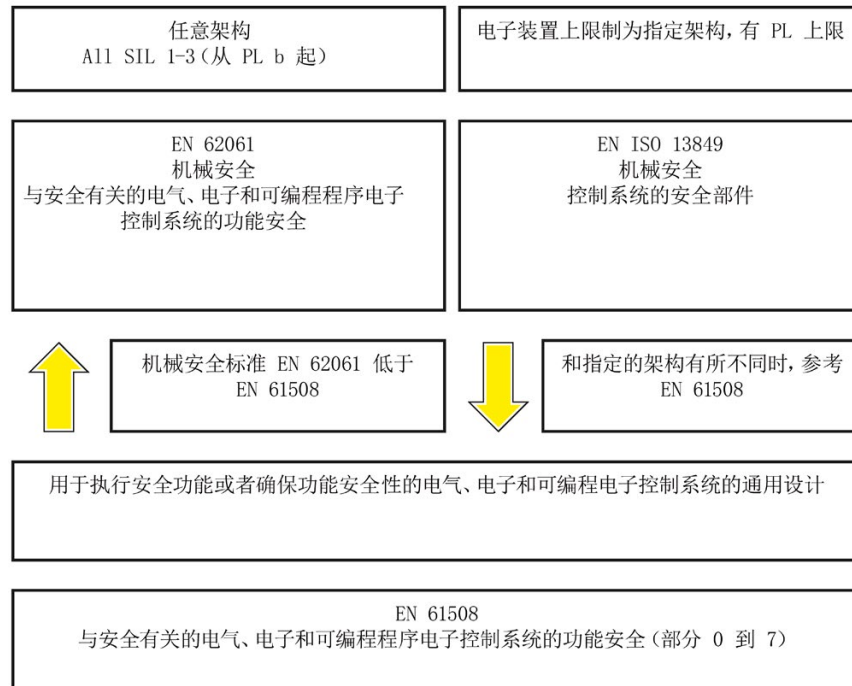 任意架构
All SIL 1-3(从 PL b 起)
电子装置上限制为指定架构,有 PL 上限
EN 62061
机械安全
与安全有关的电气、电子和可编程程序电子
控制系统的功能安全
EN ISO 13849
机械安全
控制系统的安全部件
机械安全标准 EN 62061 低于
EN 61508
和指定的架构有所不同时,参考
EN 61508
用于执行安全功能或者确保功能安全性的电气、电子和可编程电子控制系统的通用设计
EN 61508
与安全有关的电气、电子和可编程程序电子控制系统的功能安全(部分 0 到 7)